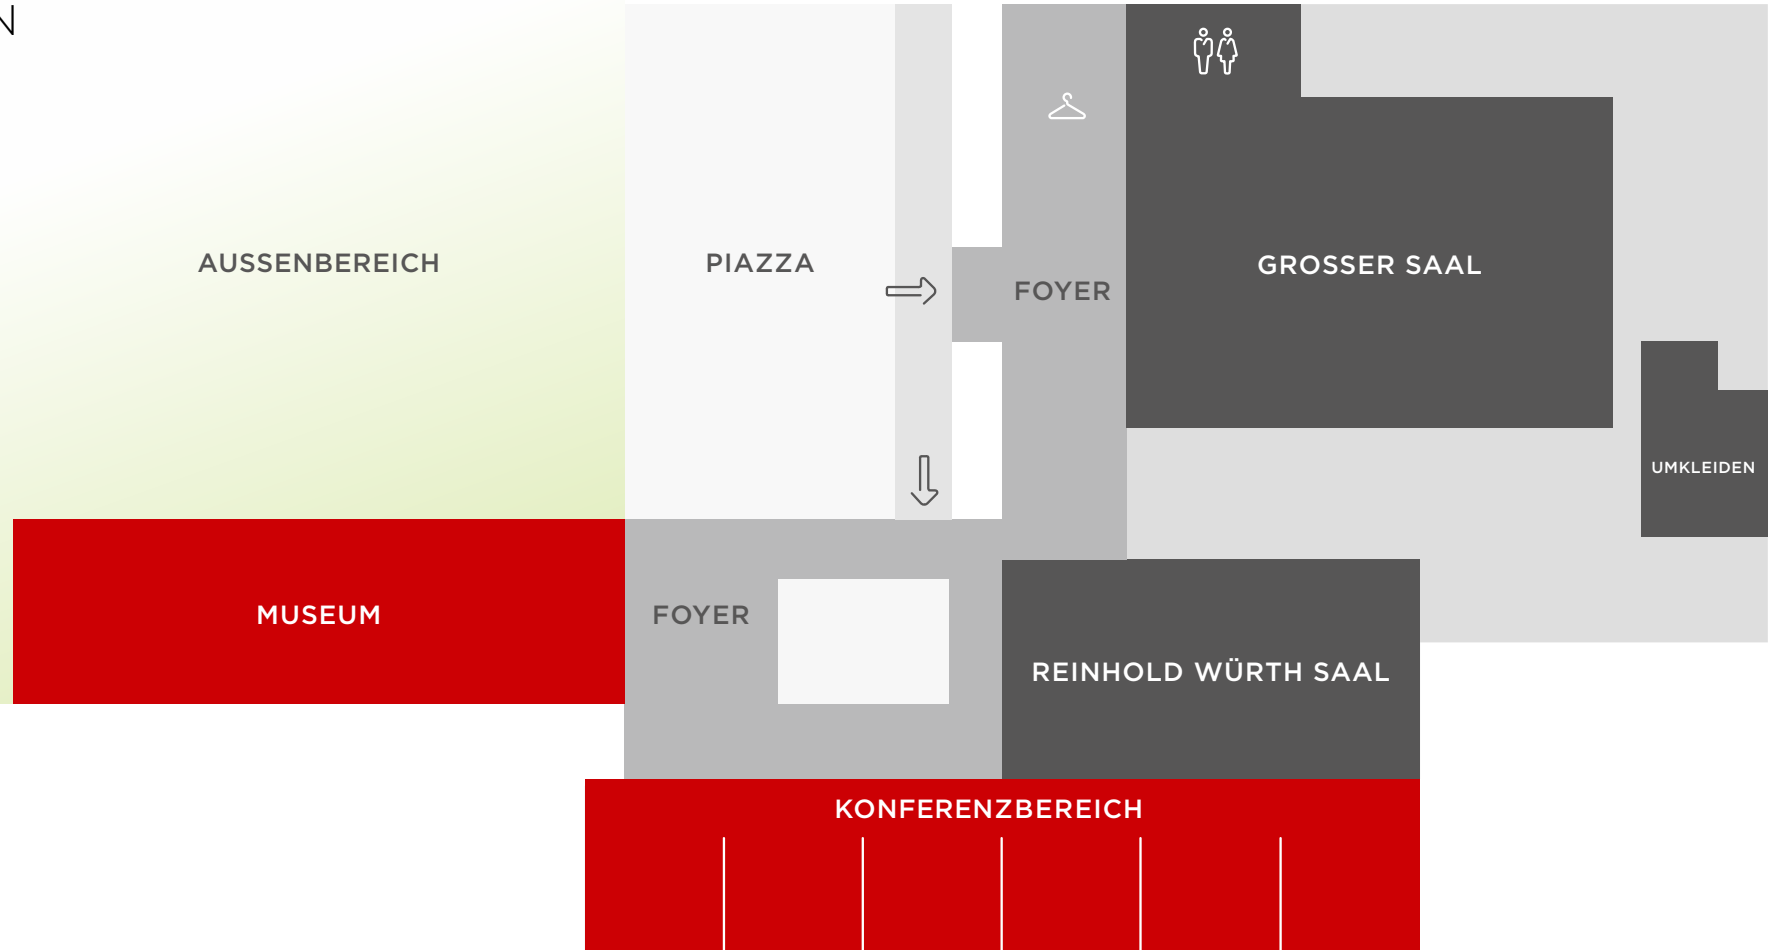 AUSSENBEREICH
PIAZZA
FOYER
GROSSER SAAL
UMKLEIDEN
MUSEUM
FOYER
REINHOLD WÜRTH SAAL
KONFERENZBEREICH